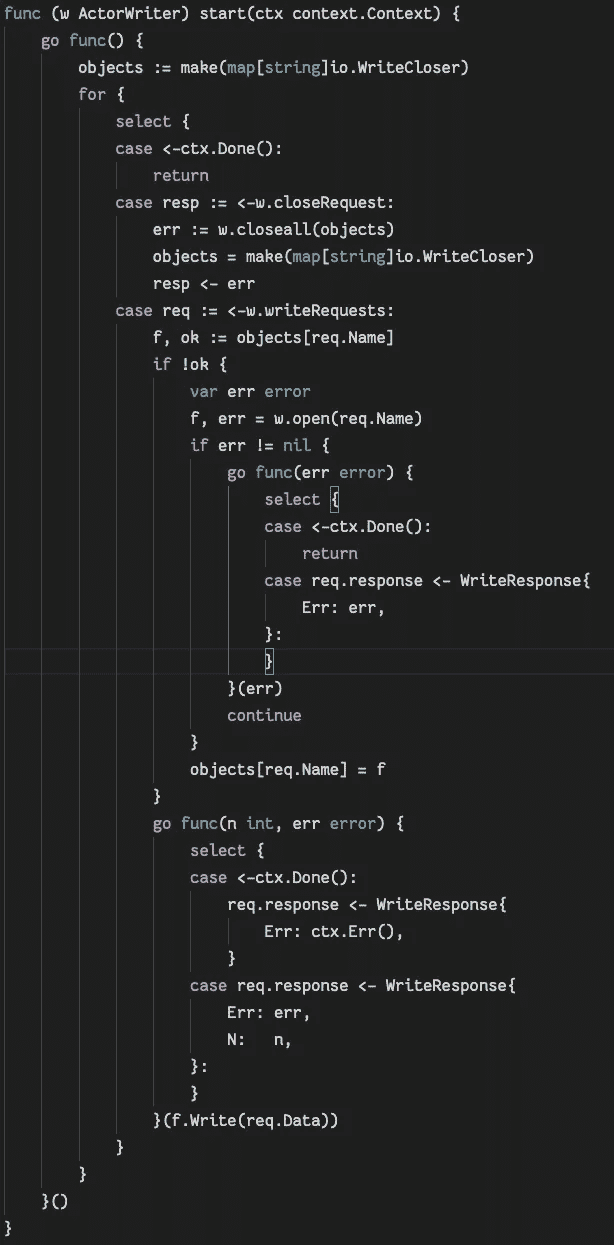 func (w ActorWriter) start(ctx context.Context) {
    go func() {
        objects := make(map[string]io.WriteCloser)
        for {
            select {
            case <-ctx.Done():
                return
            case resp := <-w.closeRequest:
                err := w.closeall(objects)
                objects = make(map[string]io.WriteCloser)
                resp <- err
            case req := <-w.writeRequests:
                f, ok := objects[req.Name]
                if !ok {
                    var err error
                    f, err = w.open(req.Name)
                    if err != nil {
                        go func(err error) {
                            select {
                            case <-ctx.Done():
                                return
                            case req.response <- WriteResponse{
                                Err: err,
                            }:
                            }
                        }(err)
                        continue
                    }
                    objects[req.Name] = f
                }
                go func(n int, err error) {
                    select {
                    case <-ctx.Done():
                        req.response <- WriteResponse{
                            Err: ctx.Err(),
                        }
                    case req.response <- WriteResponse{
                        Err: err,
                        N:   n,
                    }:
                    }
                }(f.Write(req.Data))
            }
        }
    }()
}